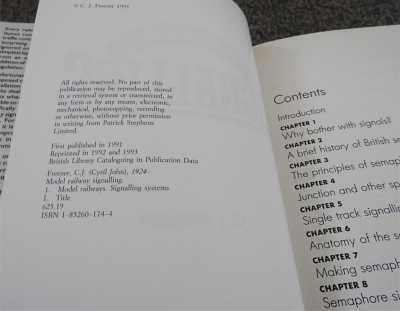 © C. J. Freezer 1991
All rights reserved. No part of this
publication may be reproduced, stored
in a retrieval system or transmitted, in
any form or by any means, electronic,
mechanical, photocopying, recording
or otherwise, without prior permission
in writing from Patrick Stephens
Limited.
First published in 1991
Reprinted in 1992 and 1993
British Library Cataloguing in Publication Data
Freezer, C.J. (Cyril John), 1924-
Model railway signalling.
1. Model railways. Signalling systems
I. Title
625.19
ISBN 1-85260-174-4
Contents
Introduction
CHAPTER 1
Why bother with signals?
CHAPTER 2
A brief history of British
CHAPTER 3
The principles of
CHAPTER 4
Junction and other
CHAPTER 5
Single track
CHAPTER 6
Anatomy of the
CHAPTER 7
Making
CHAPTER 8
Semaphore